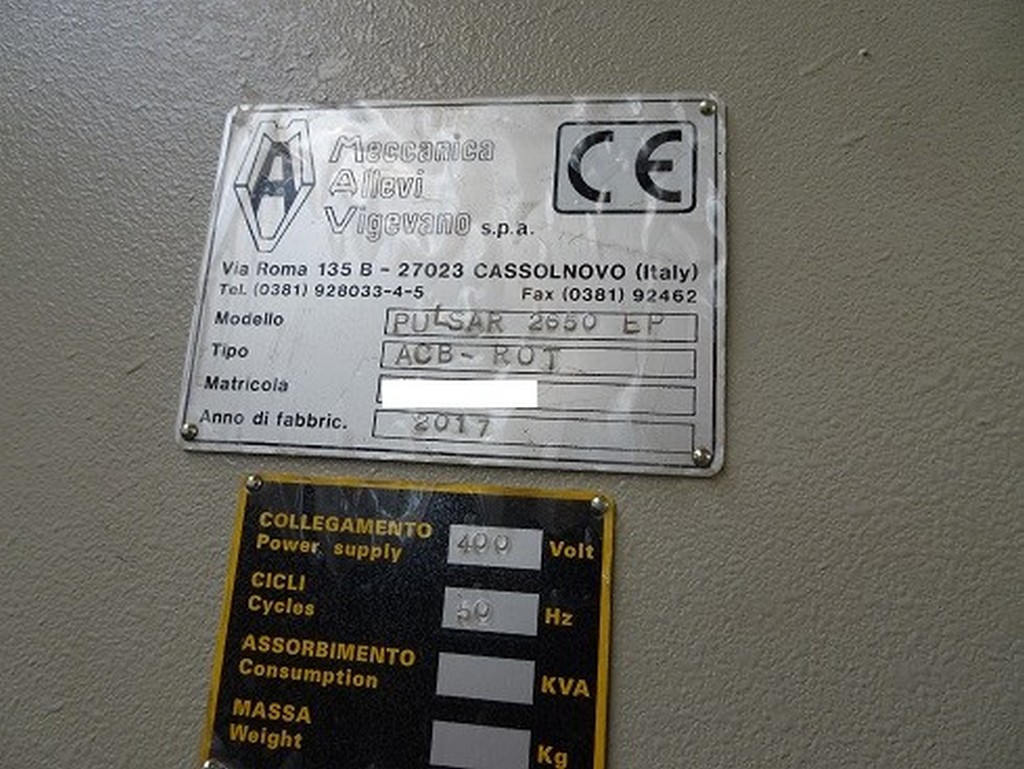 MAV
Meccanica
Allevi
Vigevano s.p.a.
CE
Via Roma 135 B - 27023 CASSOLNOVO (Italy)
Tel. (0381) 928033-4-5 Fax (0381) 92462
Modello PULSAR 2650 EP
Tipo ACB-ROT
Matricola
Anno di fabbric. 2017
COLLEGAMENTO
Power supply 400 Volt
CICLI
Cycles 50 Hz
ASSORBIMENTO
Consumption KVA
MASSA
Weight Kg